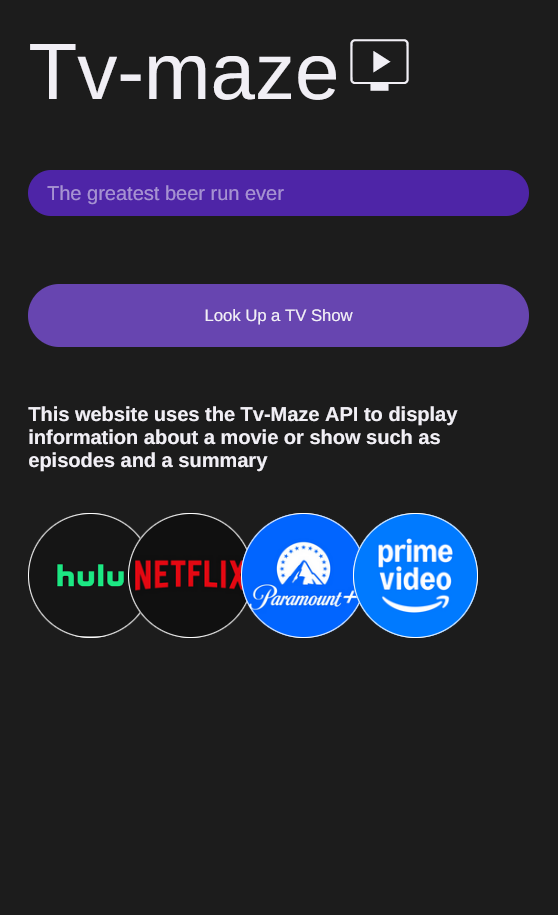 Tv-maze
The greatest beer run ever
Look Up a TV Show
This website uses the Tv-Maze API to display
information about a movie or show such as
episodes and a summary
hulu NETFLIX Paramount+ prime
video